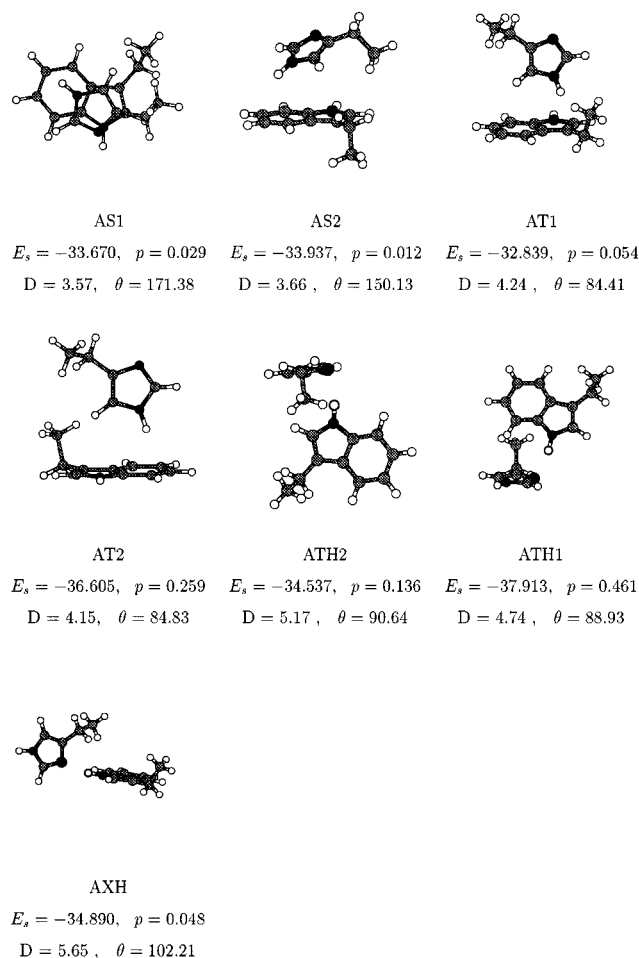 AS1 AS2 AT1
E_s = −33.670, p = 0.029 E_s = −33.937, p = 0.012 E_s = −32.839, p = 0.054
D = 3.57, θ = 171.38 D = 3.66 , θ = 150.13 D = 4.24 , θ = 84.41
AT2 ATH2 ATH1
E_s = −36.605, p = 0.259 E_s = −34.537, p = 0.136 E_s = −37.913, p = 0.461
D = 4.15, θ = 84.83 D = 5.17 , θ = 90.64 D = 4.74 , θ = 88.93
AXH
E_s = −34.890, p = 0.048
D = 5.65 , θ = 102.21